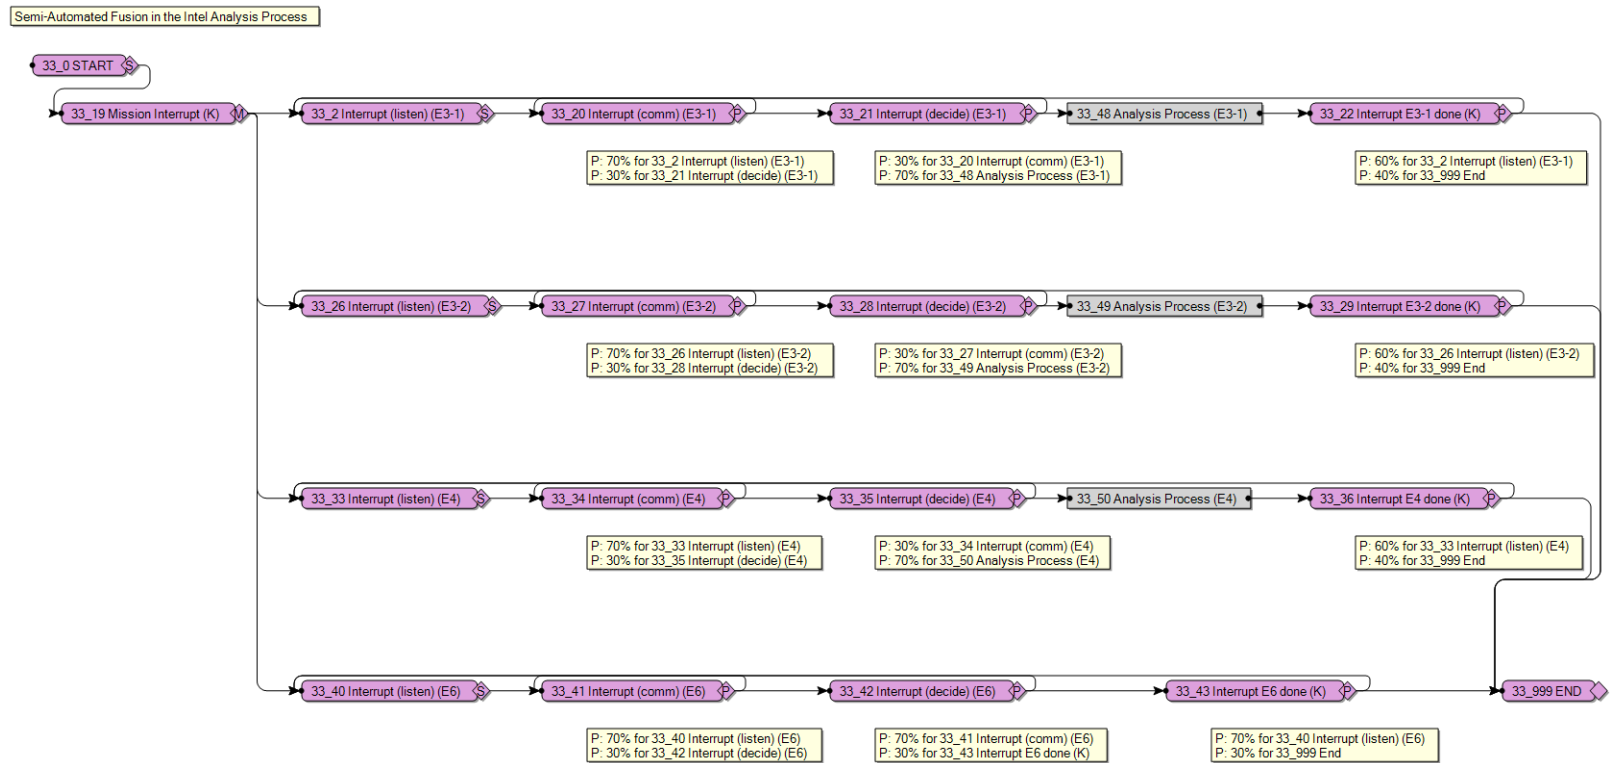 Semi-Automated Fusion in the Intel Analysis Process
33_0 START
S
33_19 Mission Interrupt (K)
M
33_2 Interrupt (listen) (E3-1)
S
33_20 Interrupt (comm) (E3-1)
P
33_21 Interrupt (decide) (E3-1)
P
33_48 Analysis Process (E3-1)
33_22 Interrupt E3-1 done (K)
P
P: 70% for 33_2 Interrupt (listen) (E3-1)
P: 30% for 33_21 Interrupt (decide) (E3-1)
P: 30% for 33_20 Interrupt (comm) (E3-1)
P: 70% for 33_48 Analysis Process (E3-1)
P: 60% for 33_2 Interrupt (listen) (E3-1)
P: 40% for 33_999 End
33_26 Interrupt (listen) (E3-2)
S
33_27 Interrupt (comm) (E3-2)
P
33_28 Interrupt (decide) (E3-2)
P
33_49 Analysis Process (E3-2)
33_29 Interrupt E3-2 done (K)
P
P: 70% for 33_26 Interrupt (listen) (E3-2)
P: 30% for 33_28 Interrupt (decide) (E3-2)
P: 30% for 33_27 Interrupt (comm) (E3-2)
P: 70% for 33_49 Analysis Process (E3-2)
P: 60% for 33_26 Interrupt (listen) (E3-2)
P: 40% for 33_999 End
33_33 Interrupt (listen) (E4)
S
33_34 Interrupt (comm) (E4)
P
33_35 Interrupt (decide) (E4)
P
33_50 Analysis Process (E4)
33_36 Interrupt E4 done (K)
P
P: 70% for 33_33 Interrupt (listen) (E4)
P: 30% for 33_35 Interrupt (decide) (E4)
P: 30% for 33_34 Interrupt (comm) (E4)
P: 70% for 33_50 Analysis Process (E4)
P: 60% for 33_33 Interrupt (listen) (E4)
P: 40% for 33_999 End
33_40 Interrupt (listen) (E6)
S
33_41 Interrupt (comm) (E6)
P
33_42 Interrupt (decide) (E6)
P
33_43 Interrupt E6 done (K)
P
33_999 END
P: 70% for 33_40 Interrupt (listen) (E6)
P: 30% for 33_42 Interrupt (decide) (E6)
P: 70% for 33_41 Interrupt (comm) (E6)
P: 30% for 33_43 Interrupt E6 done (K)
P: 70% for 33_40 Interrupt (listen) (E6)
P: 30% for 33_999 End